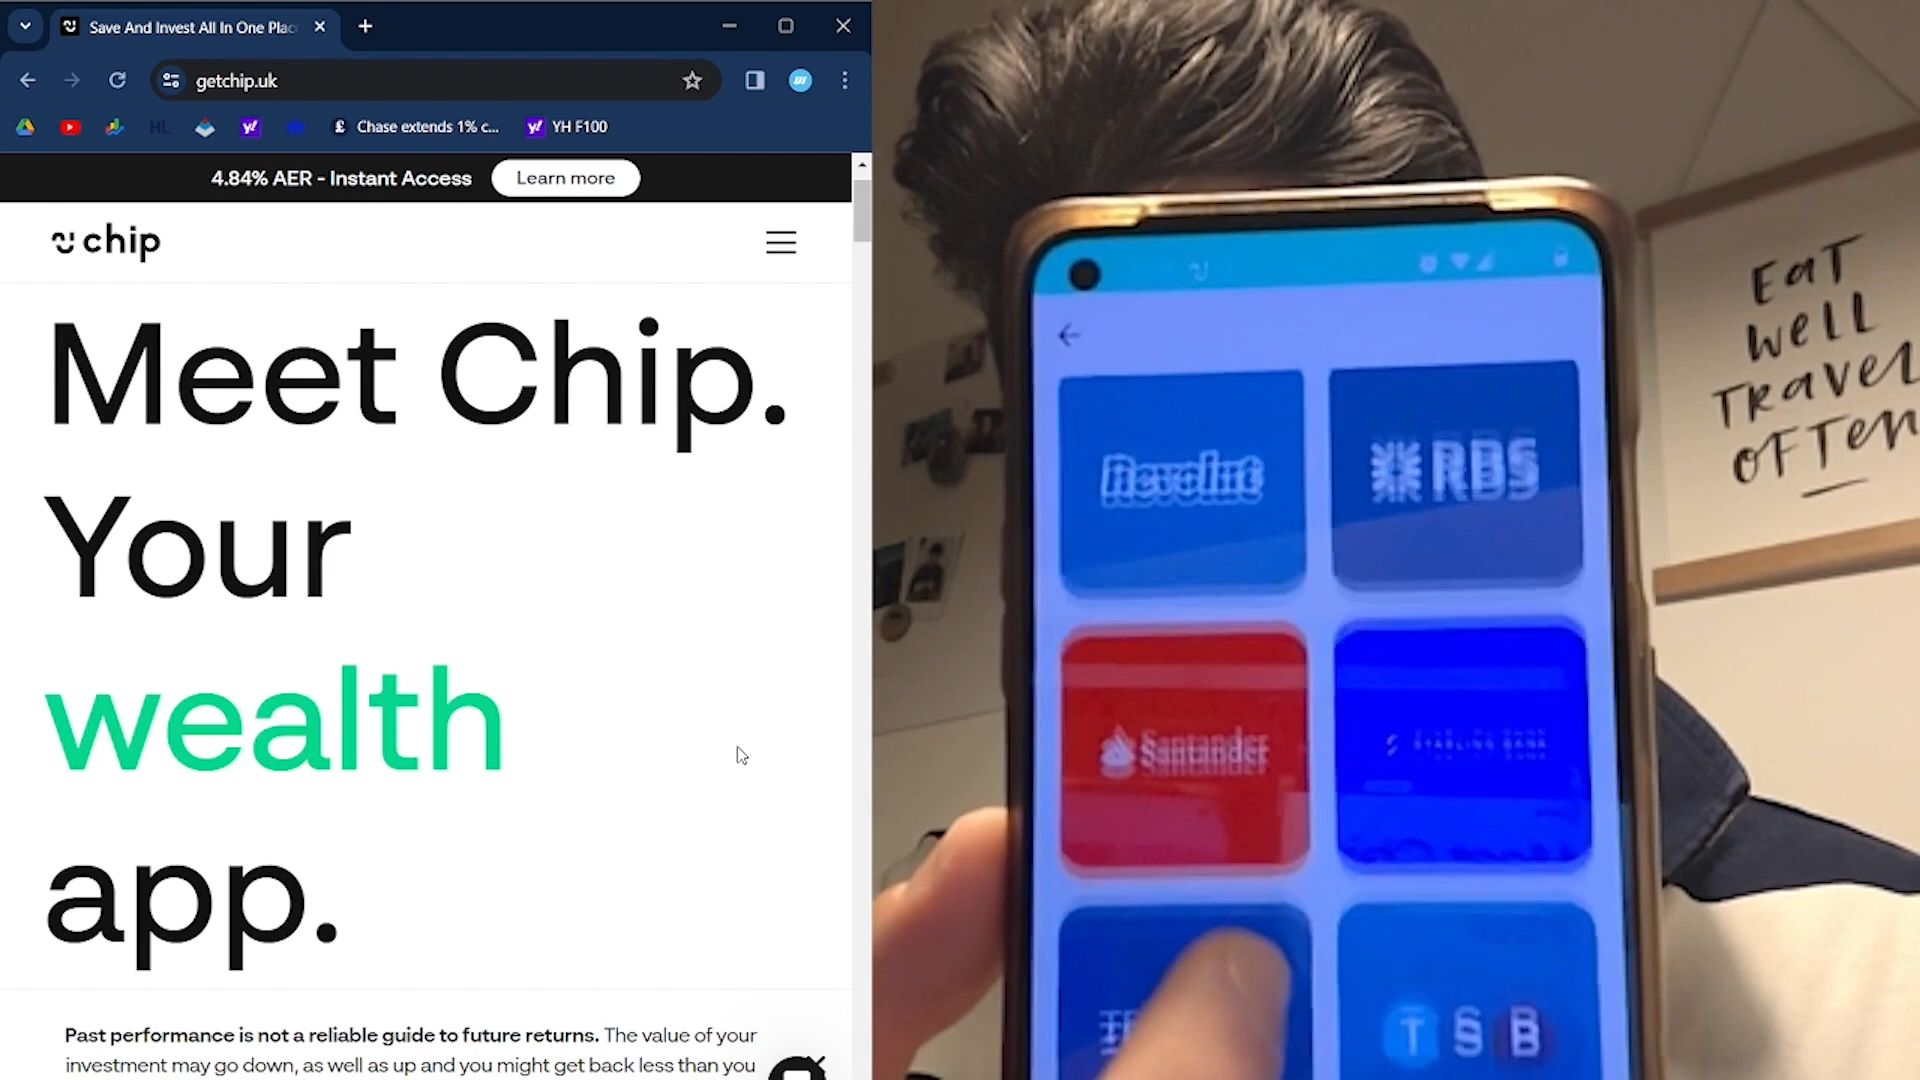 Save And Invest All In One Plac
getchip.uk
HL
y!
£ Chase extends 1% c...
y! YH F100
4.84% AER - Instant Access
Learn more
chip
Meet Chip.
Your
wealth
app.
Past performance is not a reliable guide to future returns. The value of your
investment may go down, as well as up and you might get back less than you
Revolut
RBS
Santander
STARLING BANK
TSB
EAT
WELL
TRAVEL
OFTEN